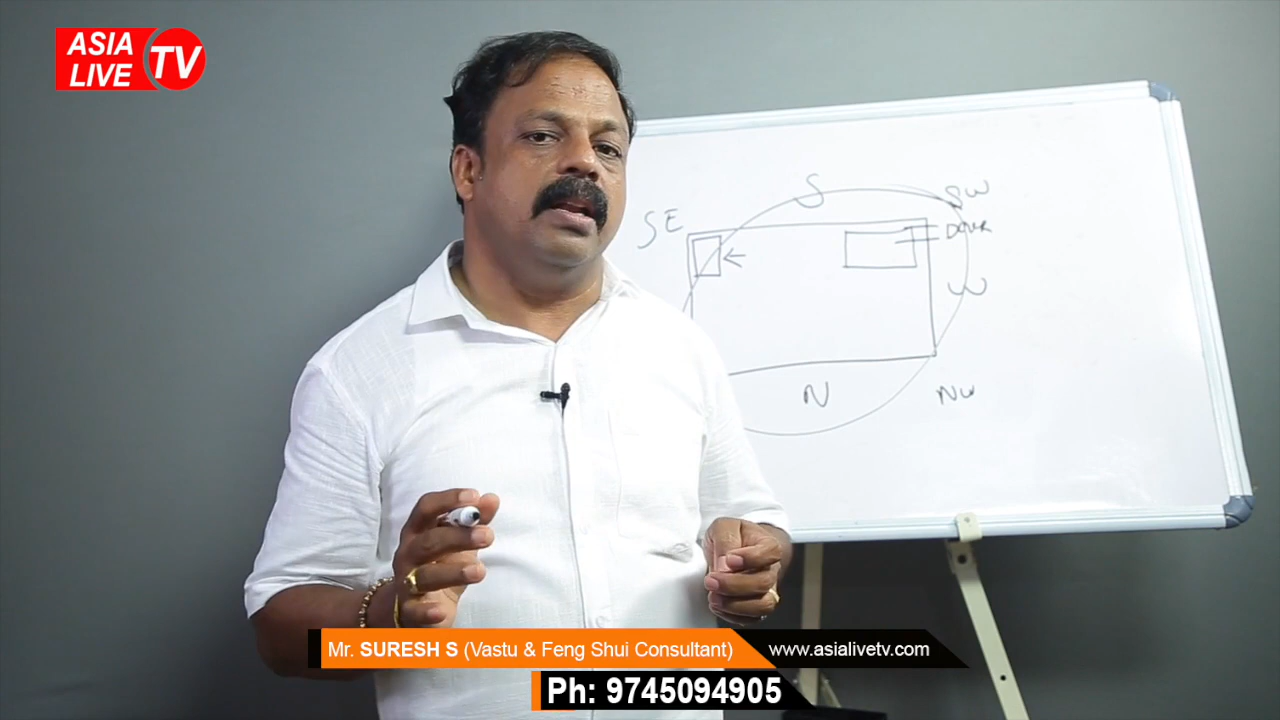 ASIA
LIVE
TV
S
SW
SE
DOOR
W
N
NW
Mr. SURESH S (Vastu & Feng Shui Consultant)
www.asialivetv.com
Ph: 9745094905